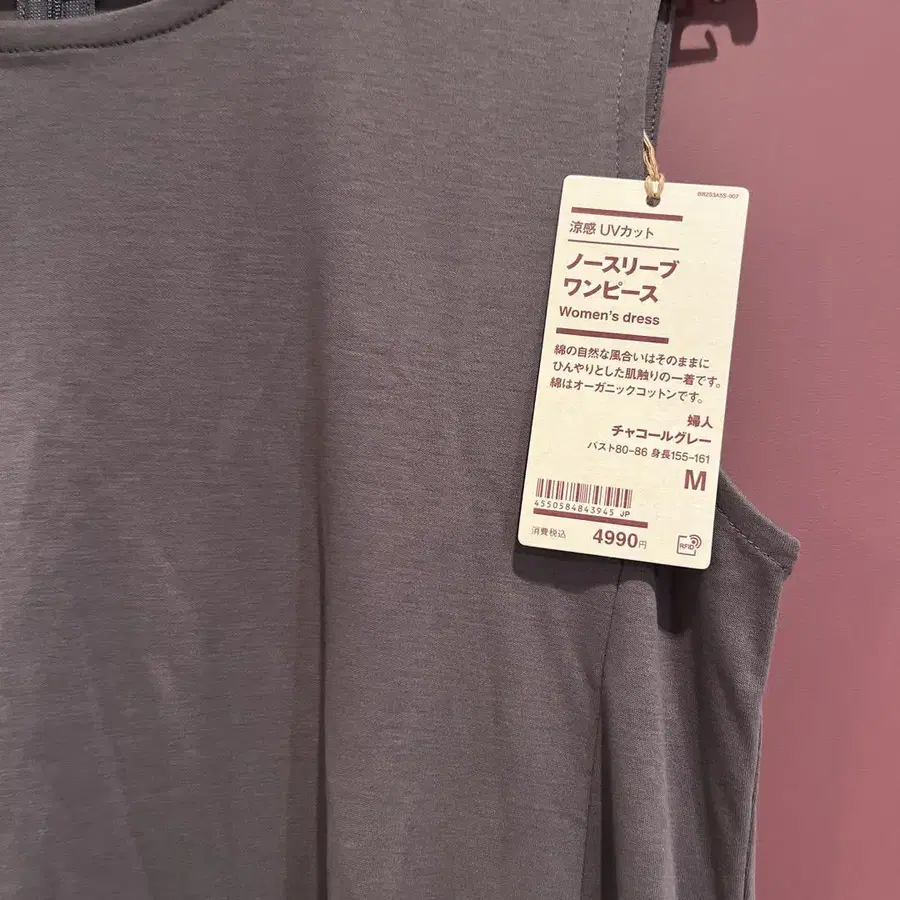 BR2S3A5S-007
涼感 UVカット
ノースリーブ
ワンピース
Women's dress
綿の自然な風合いはそのままに
ひんやりとした肌触りの一着です。
綿はオーガニックコットンです。
婦人
チャコールグレー
バスト80-86 身長155-161
M
4550584843945 JP
消費税込 4990円
RFID